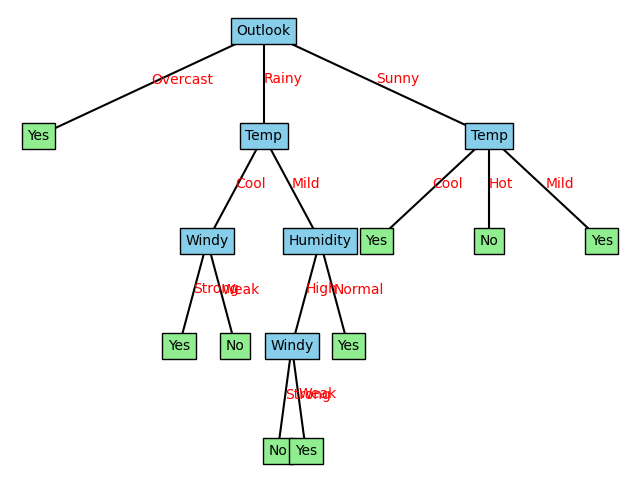 Outlook
Overcast Rainy Sunny
Yes Temp Temp
Cool Mild Cool Hot Mild
Windy Humidity Yes No Yes
Strong Weak High Normal
Yes No Windy Yes
Strong Weak
No Yes